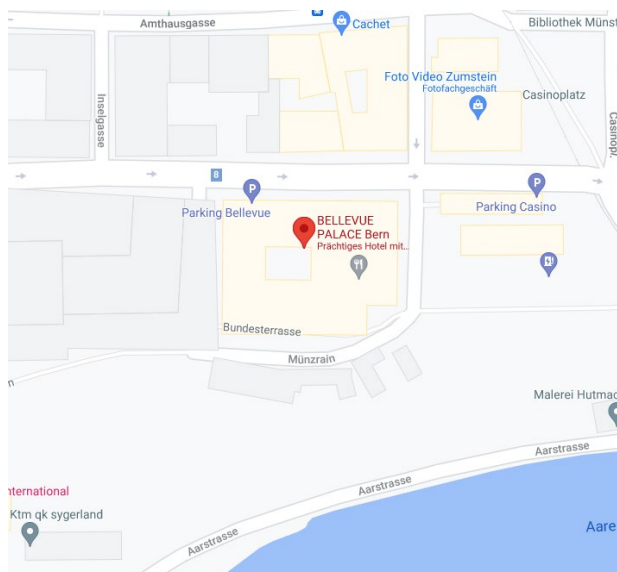 Amthausgasse
Cachet
Bibliothek Münst
Foto Video Zumstein
Fotofachgeschäft
Casinoplatz
Inselgasse
Casinopl.
8
P
P
Parking Bellevue
Parking Casino
BELLEVUE
PALACE Bern
Prächtiges Hotel mit...
Bundesterrasse
Münzrain
n
Malerei Hutmac
Aarstrasse
Aarstrasse
nternational
Ktm qk sygerland
Aarstrasse
Aare